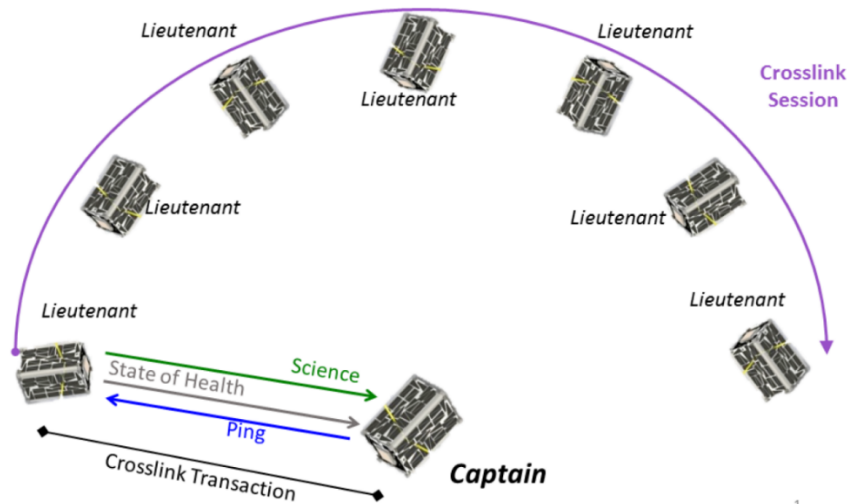 Lieutenant
Lieutenant
Lieutenant
Crosslink
Session
Lieutenant
Lieutenant
Lieutenant
Lieutenant
Science
State of Health
Ping
Crosslink Transaction
Captain